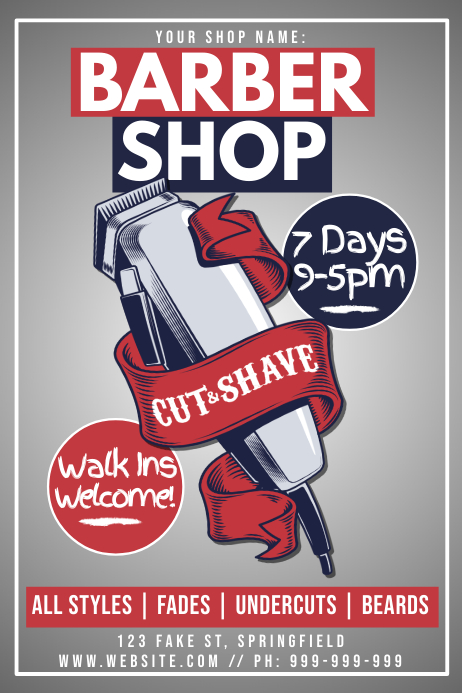 YOUR SHOP NAME:
BARBER
SHOP
7 Days
9-5pm
CUT&SHAVE
Walk Ins
Welcome!
ALL STYLES | FADES | UNDERCUTS | BEARDS
123 FAKE ST, SPRINGFIELD
WWW.WEBSITE.COM // PH: 999-999-999